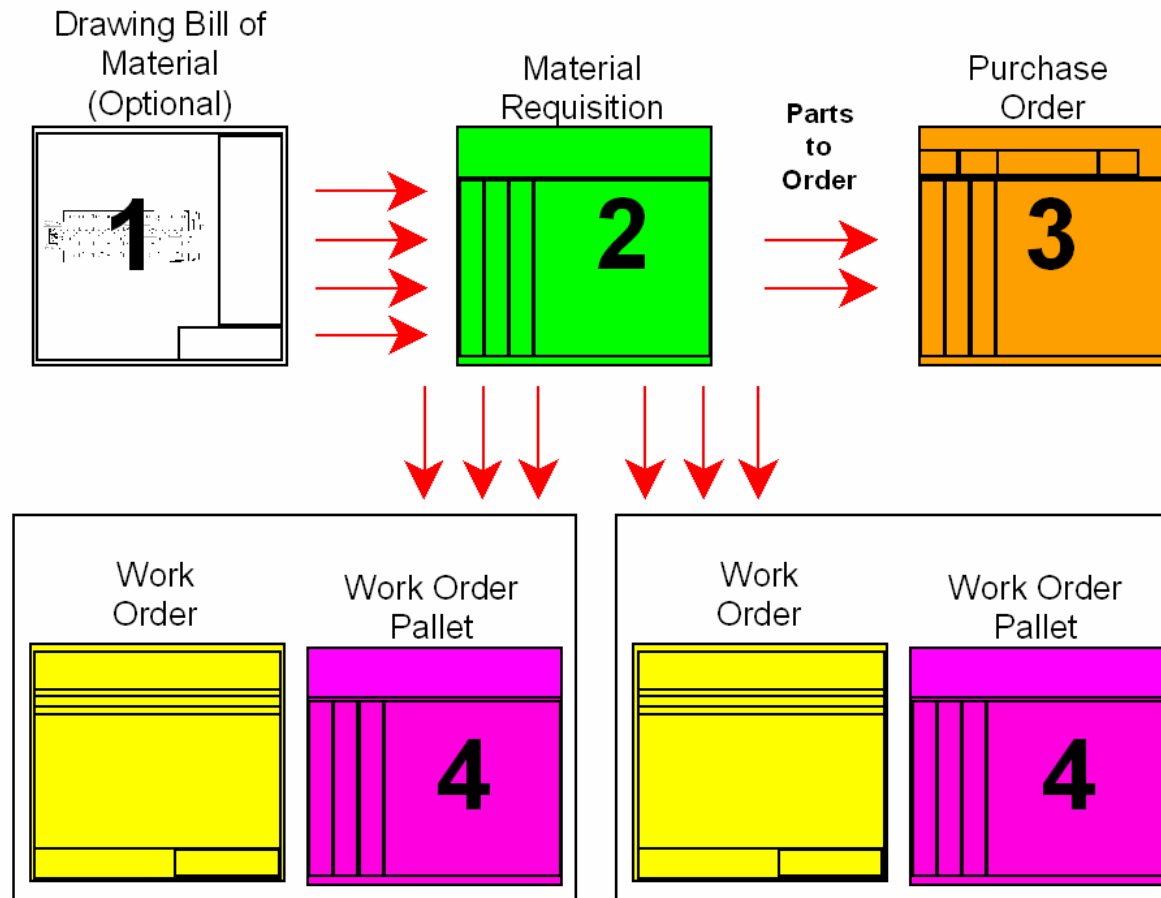 Drawing Bill of
Material
(Optional)
1
Material
Requisition
2
Parts
to
Order
Purchase
Order
3
Work
Order
Work Order
Pallet
4
Work
Order
Work Order
Pallet
4